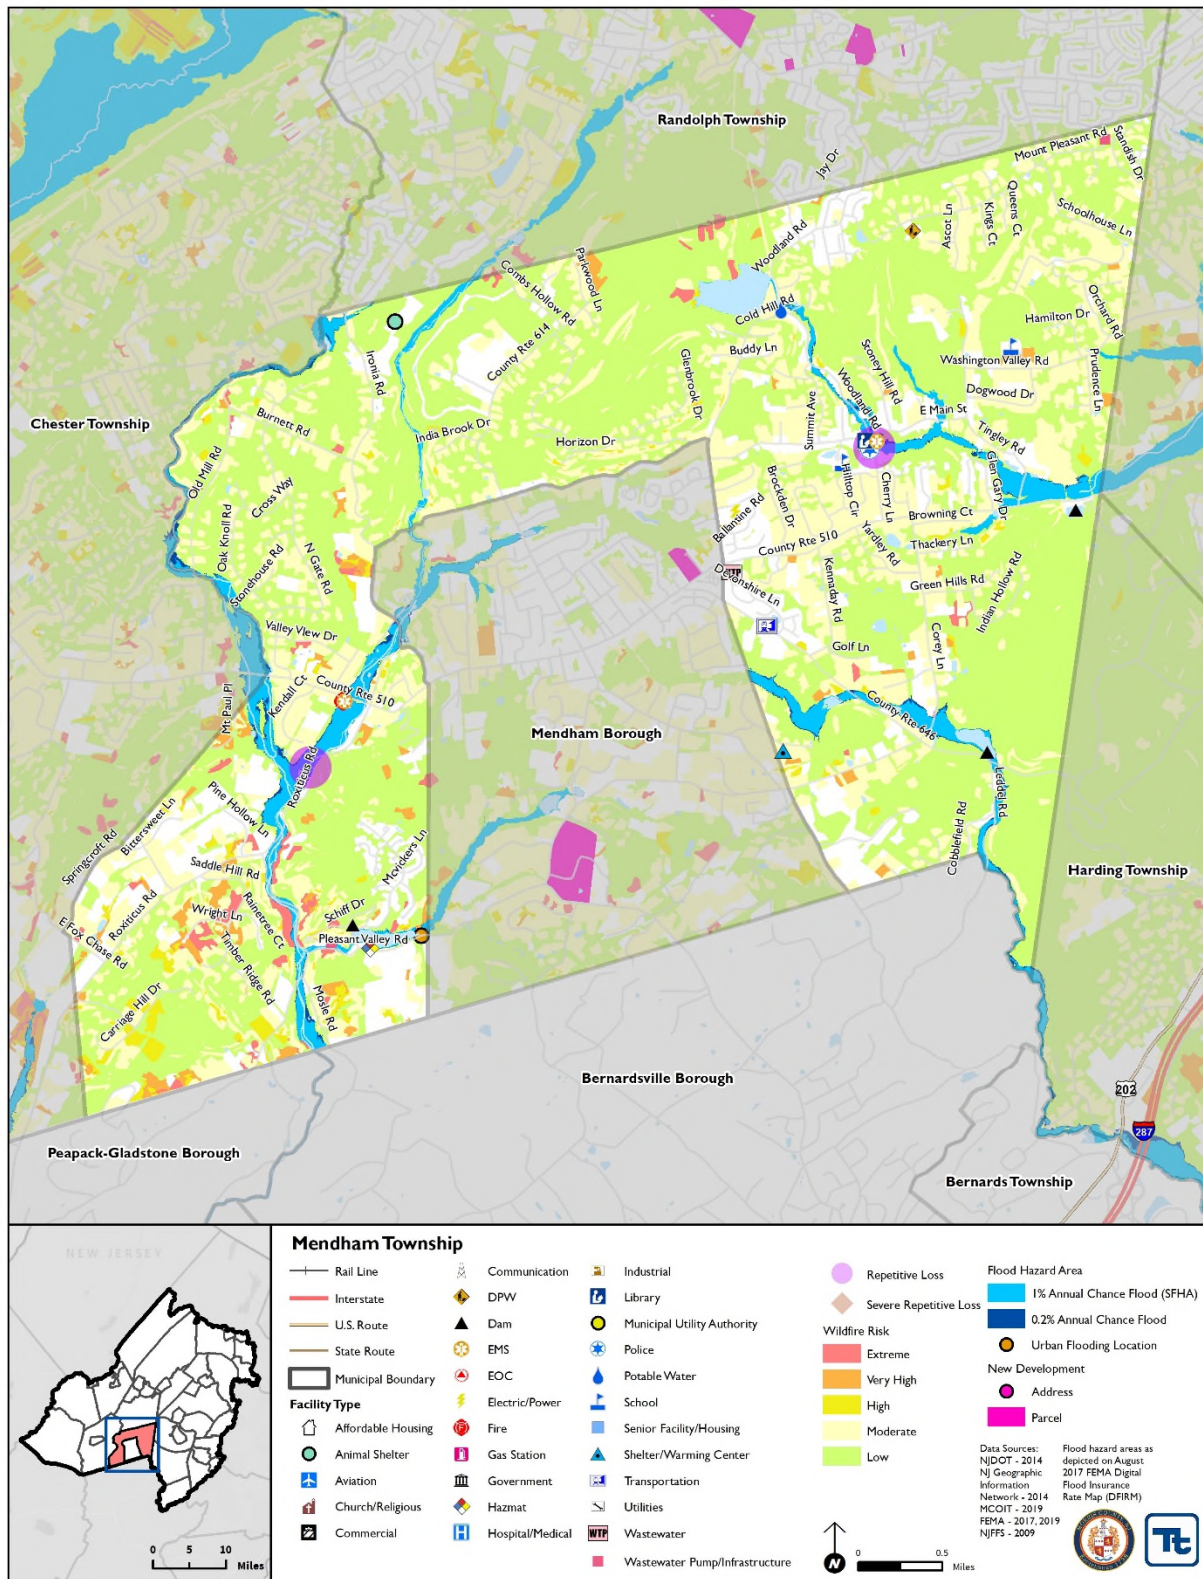 Randolph Township
Mount Pleasant Rd
Standish Dr
Jay Dr
Queens Ct
Kings Ct
Ascot Ln
Schoolhouse Ln
Woodland Rd
Parkwood Ln
Combs Hollow Rd
Cold Hill Rd
Orchard Rd
Hamilton Dr
County Rte 614
Ironia Rd
Buddy Ln
Stoney Hill Rd
Washington Valley Rd
Prudence Ln
Glenbrook Dr
Dogwood Dr
Woodland Rd
Chester Township
Burnett Rd
India Brook Dr
Summit Ave
E Main St
Horizon Dr
Tingley Rd
Old Mill Rd
Glen Gary Dr
Cross Way
Brockden Dr
Hilltop Cir
Cherry Ln
Oak Knoll Rd
Ballantine Rd
Browning Ct
County Rte 510
Yardley Rd
Thackery Ln
N Gate Rd
Stonehouse Rd
WTP
Devonshire Ln
Kennaday Rd
Green Hills Rd
Indian Hollow Rd
Valley View Dr
Corey Ln
Golf Ln
Mt Paul Pl
Kendall Ct
County Rte 510
County Rte 646
Mendham Borough
Roxiticus Rd
Leddel Rd
Pine Hollow Ln
Bittersweet Ln
Springcroft Rd
Mcvickers Ln
Cobblefield Rd
Saddle Hill Rd
Harding Township
Roxiticus Rd
Wright Ln
Raintree Ct
Schiff Dr
E Fox Chase Rd
Pleasant Valley Rd
Timber Ridge Rd
Carriage Hill Dr
Mosle Rd
Bernardsville Borough
202
287
Peapack-Gladstone Borough
Bernards Township
NEW JERSEY
0 5 10
Miles
Mendham Township
Rail Line
Interstate
U.S. Route
State Route
Municipal Boundary
Facility Type
Affordable Housing
Animal Shelter
Aviation
Church/Religious
Commercial
Communication
DPW
Dam
EMS
EOC
Electric/Power
Fire
Gas Station
Government
Hazmat
H Hospital/Medical
Industrial
Library
Municipal Utility Authority
Police
Potable Water
School
Senior Facility/Housing
Shelter/Warming Center
Transportation
Utilities
WTP Wastewater
Wastewater Pump/Infrastructure
Repetitive Loss
Severe Repetitive Loss
Wildfire Risk
Extreme
Very High
High
Moderate
Low
N
0 0.5
Miles
Flood Hazard Area
1% Annual Chance Flood (SFHA)
0.2% Annual Chance Flood
Urban Flooding Location
New Development
Address
Parcel
Data Sources:
NJDOT - 2014
NJ Geographic
Information
Network - 2014
MCOIT - 2019
FEMA - 2017, 2019
NJFFS - 2009
Flood hazard areas as
depicted on August
2017 FEMA Digital
Flood Insurance
Rate Map (DFIRM)
Tt